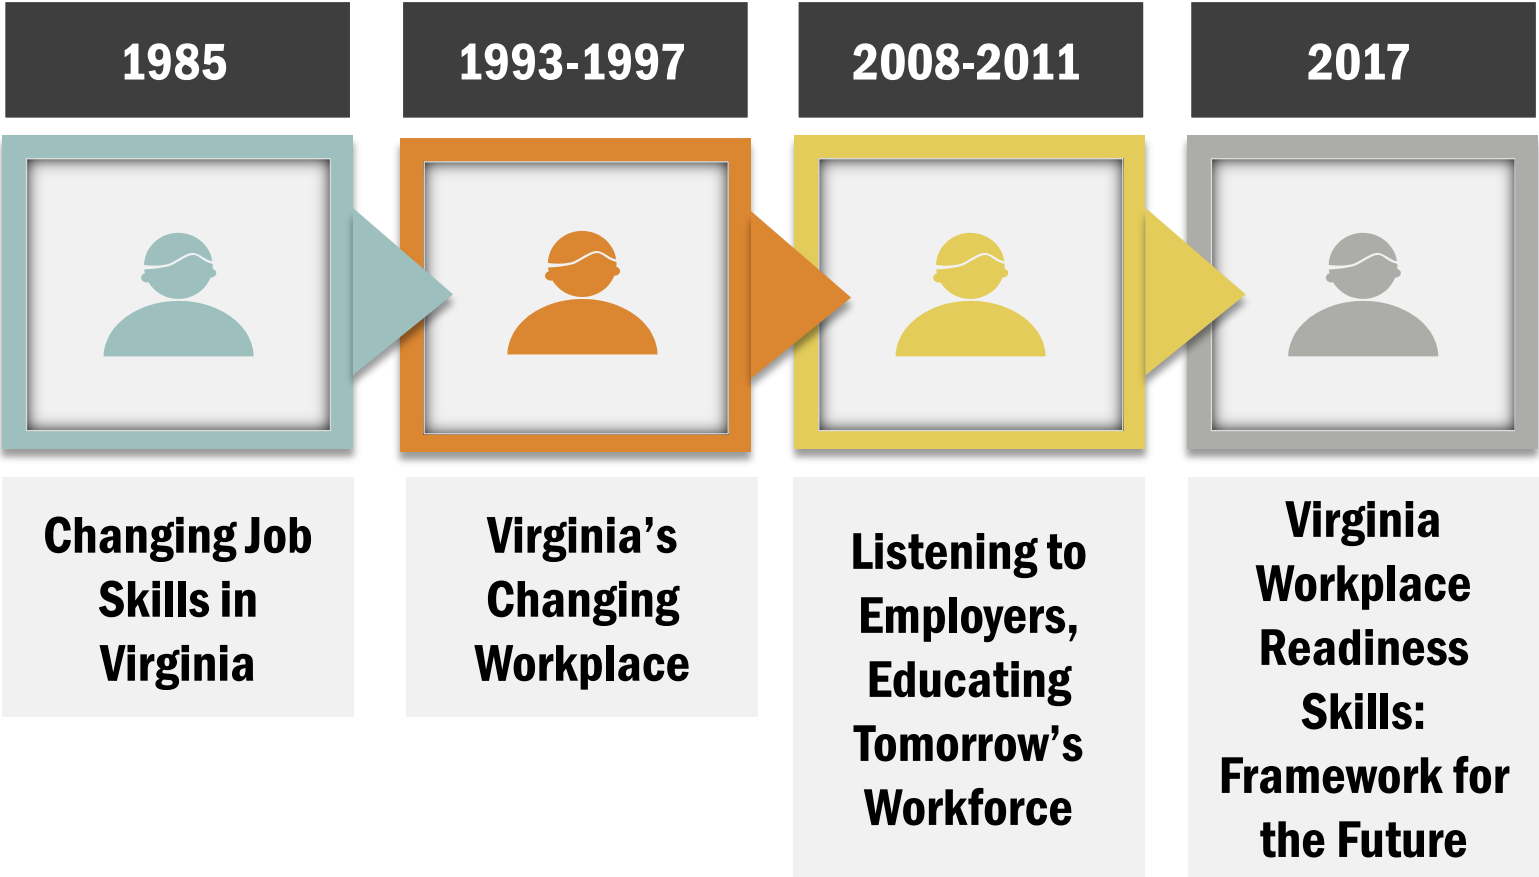 1985
1993-1997
2008-2011
2017
Changing Job
Skills in
Virginia
Virginia’s
Changing
Workplace
Listening to
Employers,
Educating
Tomorrow’s
Workforce
Virginia
Workplace
Readiness
Skills:
Framework for
the Future